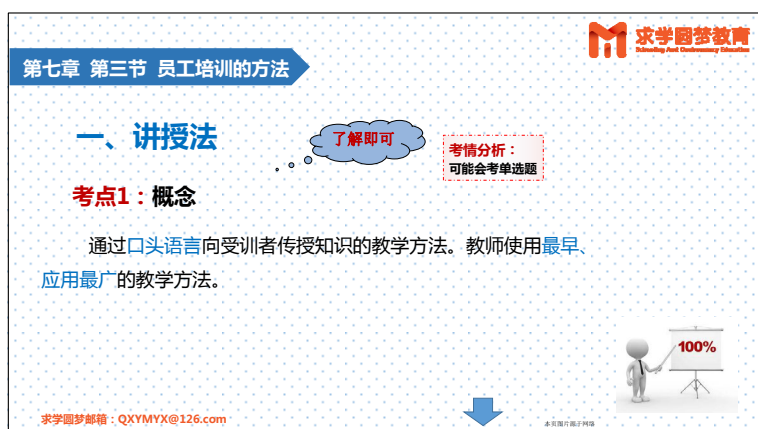 求学圆梦教育
Schooling And Onedreamway Education
第七章 第三节 员工培训的方法
一、讲授法
了解即可
考情分析：
可能会考单选题
考点1：概念
通过口头语言向受训者传授知识的教学方法。教师使用最早、
应用最广的教学方法。
100%
求学圆梦邮箱：QXYMYX@126.com
本页图片源于网络